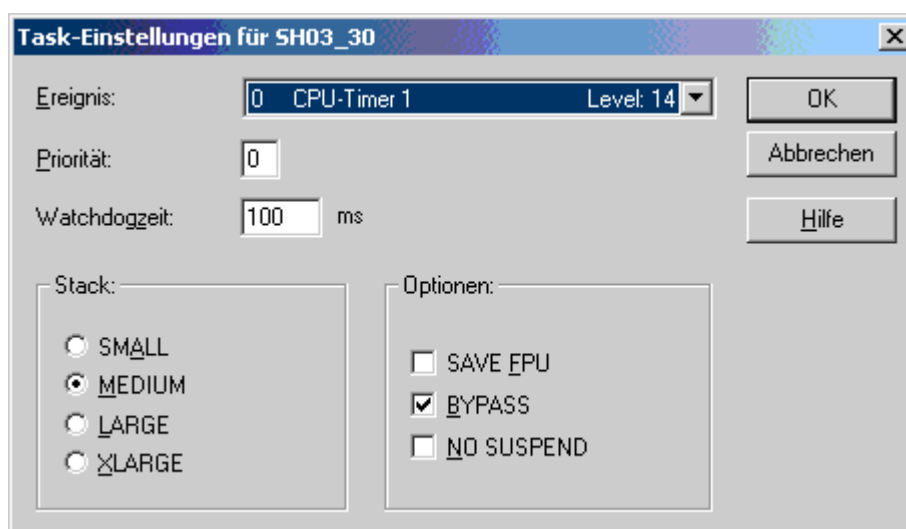 Task-Einstellungen für SH03_30
Ereignis: 0 CPU-Timer 1 Level: 14 OK
Priorität: 0 Abbrechen
Watchdogzeit: 100 ms Hilfe
Stack: Optionen:
SMALL
MEDIUM
LARGE
XLARGE
SAVE FPU
BYPASS
NO SUSPEND